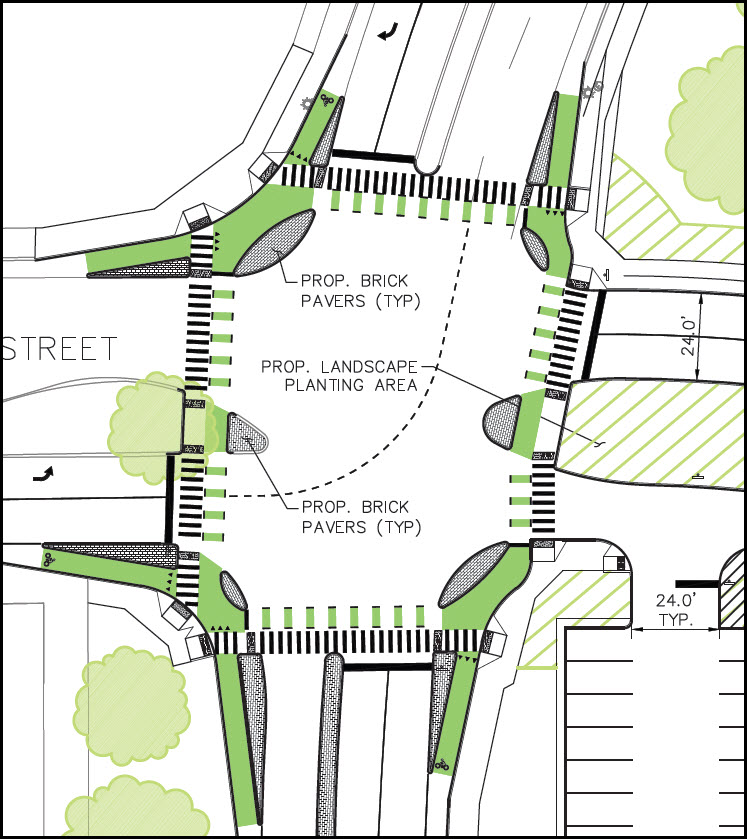 PROP. BRICK
PAVERS (TYP)
STREET
24.0'
PROP. LANDSCAPE
PLANTING AREA
PROP. BRICK
PAVERS (TYP)
24.0'
TYP.